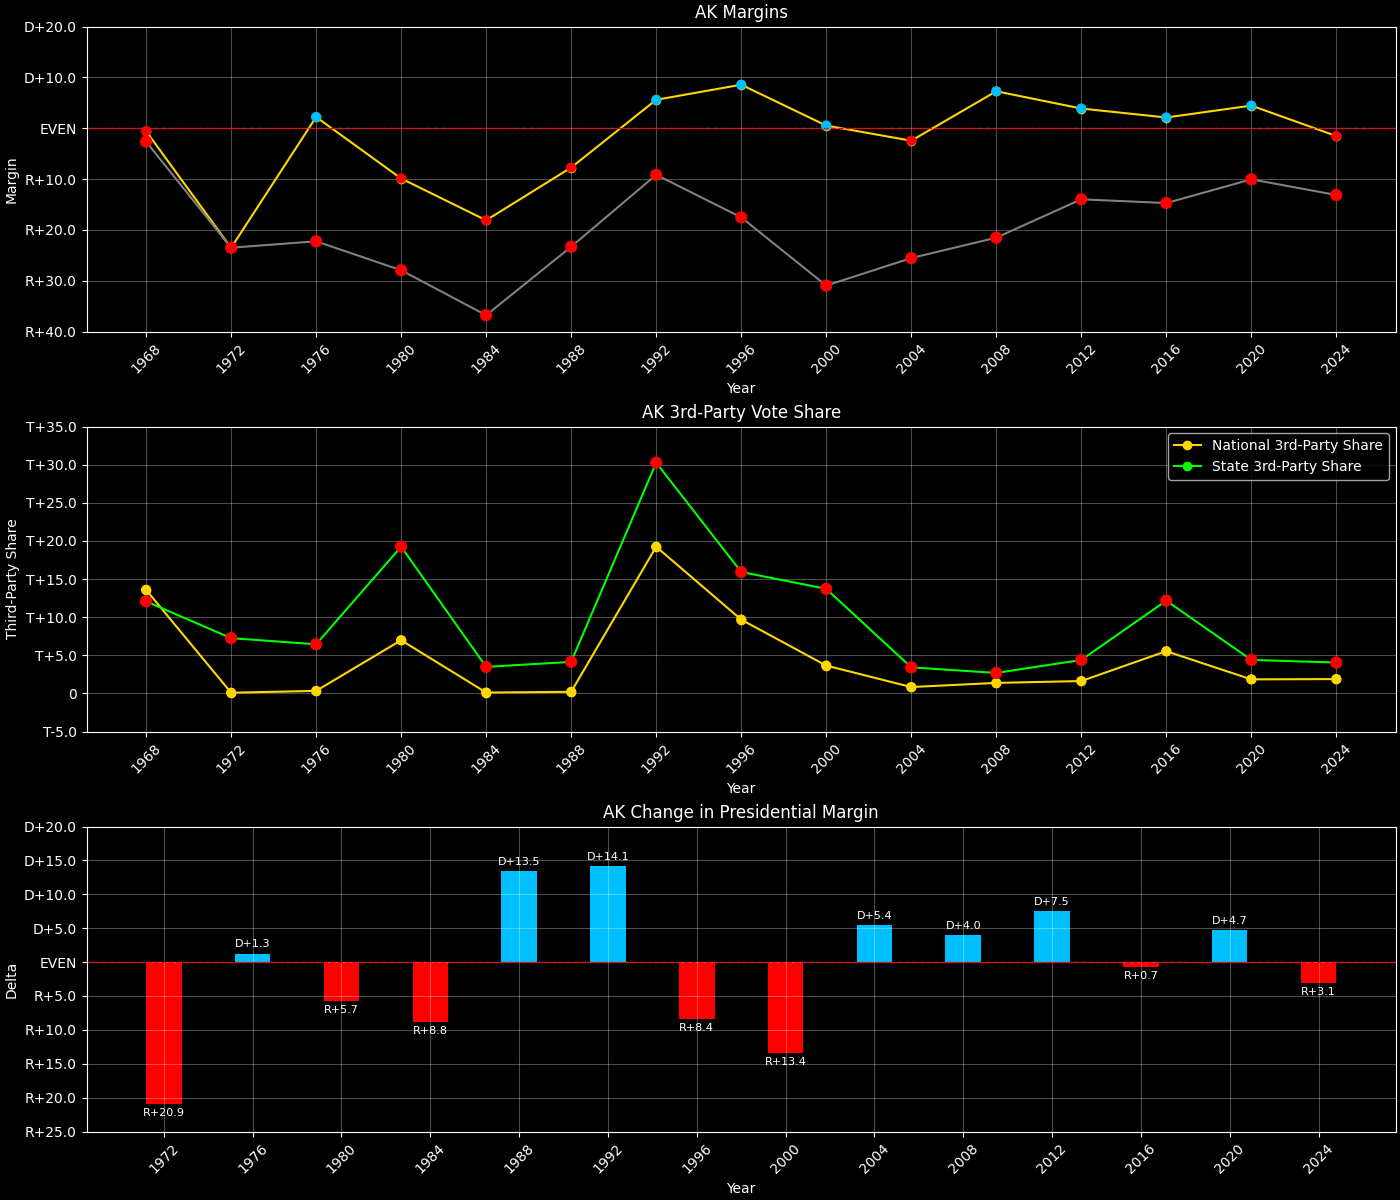 AK Margins
D+20.0
D+10.0
EVEN
R+10.0
R+20.0
R+30.0
R+40.0
Margin
1968
1972
1976
1980
1984
1988
1992
1996
2000
2004
2008
2012
2016
2020
2024
Year
AK 3rd-Party Vote Share
T+35.0
T+30.0
T+25.0
T+20.0
T+15.0
T+10.0
T+5.0
0
T-5.0
Third-Party Share
National 3rd-Party Share
State 3rd-Party Share
1968
1972
1976
1980
1984
1988
1992
1996
2000
2004
2008
2012
2016
2020
2024
Year
AK Change in Presidential Margin
D+20.0
D+15.0
D+10.0
D+5.0
EVEN
R+5.0
R+10.0
R+15.0
R+20.0
R+25.0
Delta
R+20.9
D+1.3
R+5.7
R+8.8
D+13.5
D+14.1
R+8.4
R+13.4
D+5.4
D+4.0
D+7.5
R+0.7
D+4.7
R+3.1
1972
1976
1980
1984
1988
1992
1996
2000
2004
2008
2012
2016
2020
2024
Year